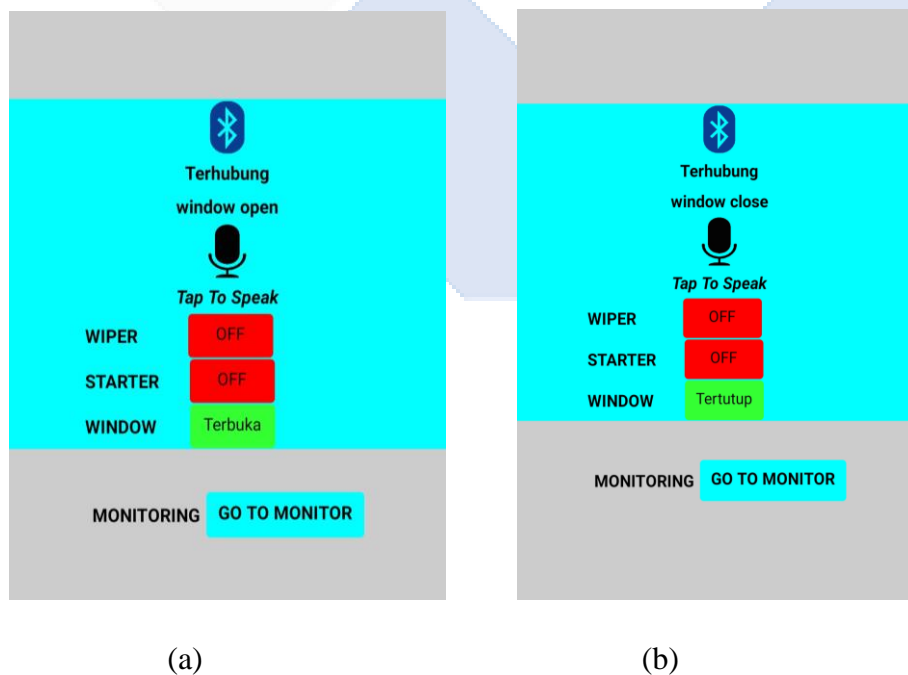 Terhubung
window open
Tap To Speak
WIPER OFF
STARTER OFF
WINDOW Terbuka
MONITORING GO TO MONITOR
(a)
Terhubung
window close
Tap To Speak
WIPER OFF
STARTER OFF
WINDOW Tertutup
MONITORING GO TO MONITOR
(b)